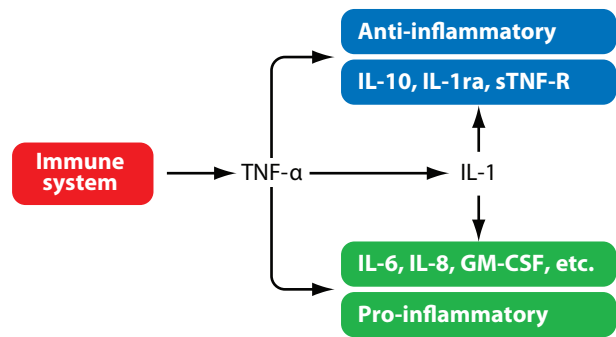 Anti-inflammatory
IL-10, IL-1ra, sTNF-R
Immune
system
TNF-α
IL-1
IL-6, IL-8, GM-CSF, etc.
Pro-inflammatory